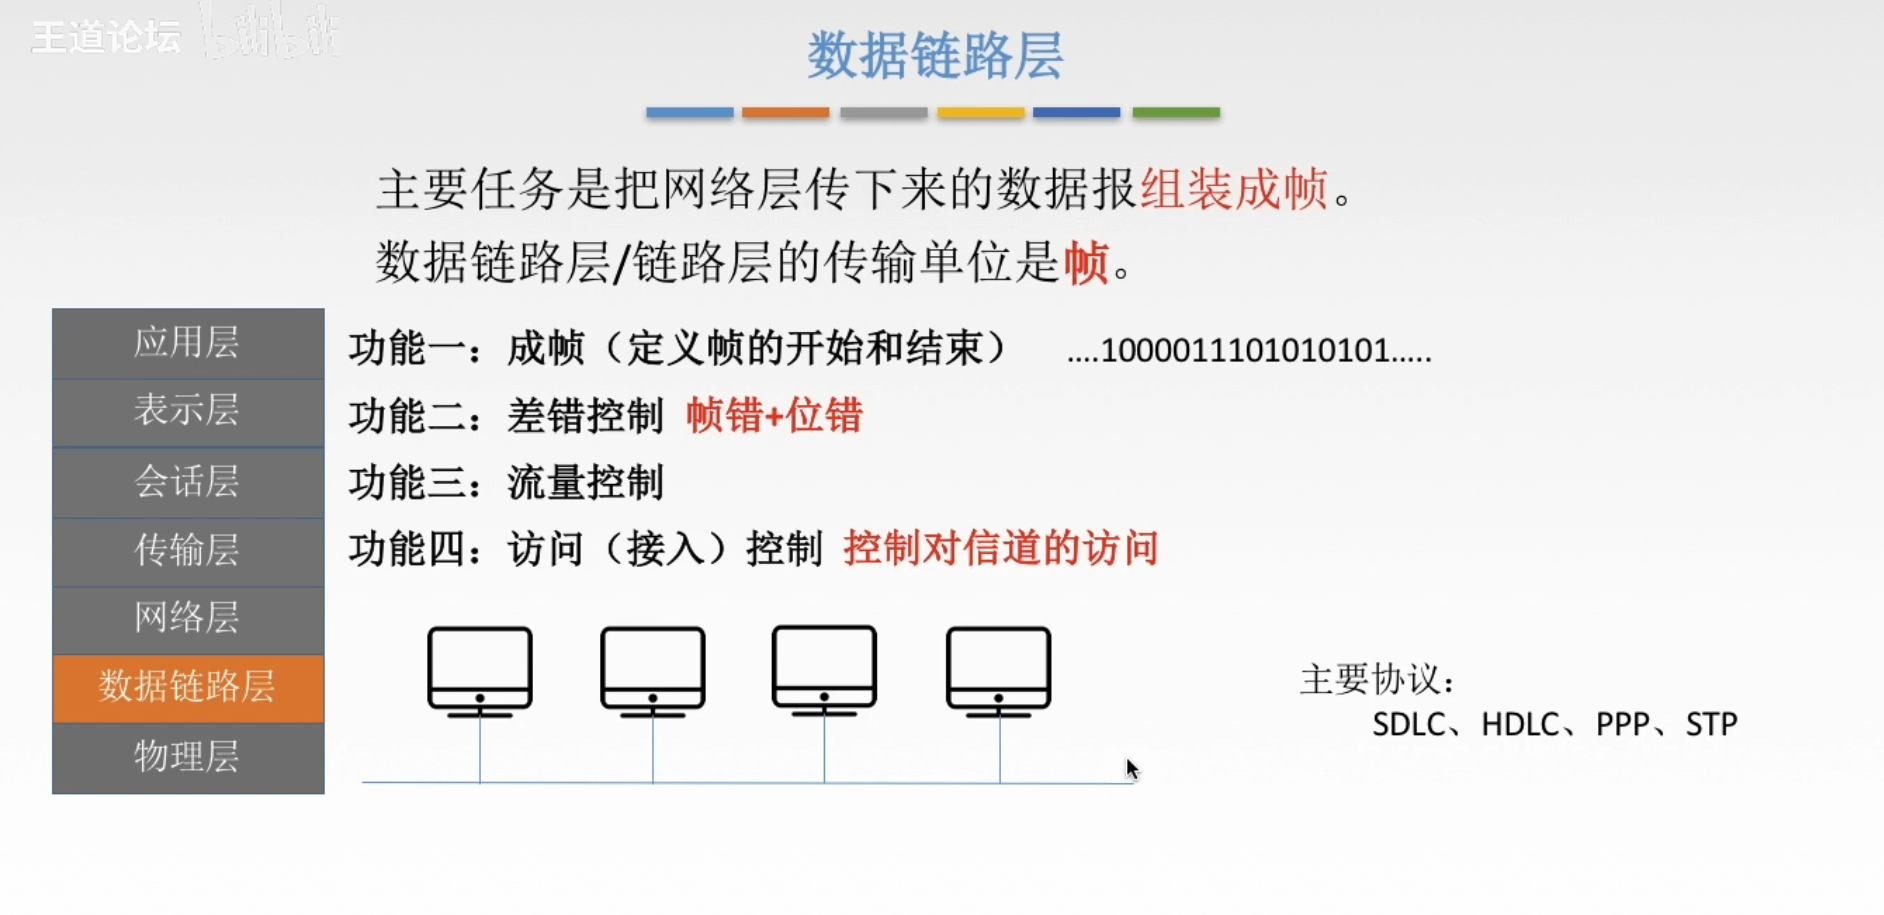 王道论坛 bilibili
数据链路层
主要任务是把网络层传下来的数据报组装成帧。
数据链路层/链路层的传输单位是帧。
应用层
表示层
会话层
传输层
网络层
数据链路层
物理层
功能一：成帧（定义帧的开始和结束） ....1000011101010101.....
功能二：差错控制 帧错+位错
功能三：流量控制
功能四：访问（接入）控制 控制对信道的访问
主要协议：
SDLC、HDLC、PPP、STP